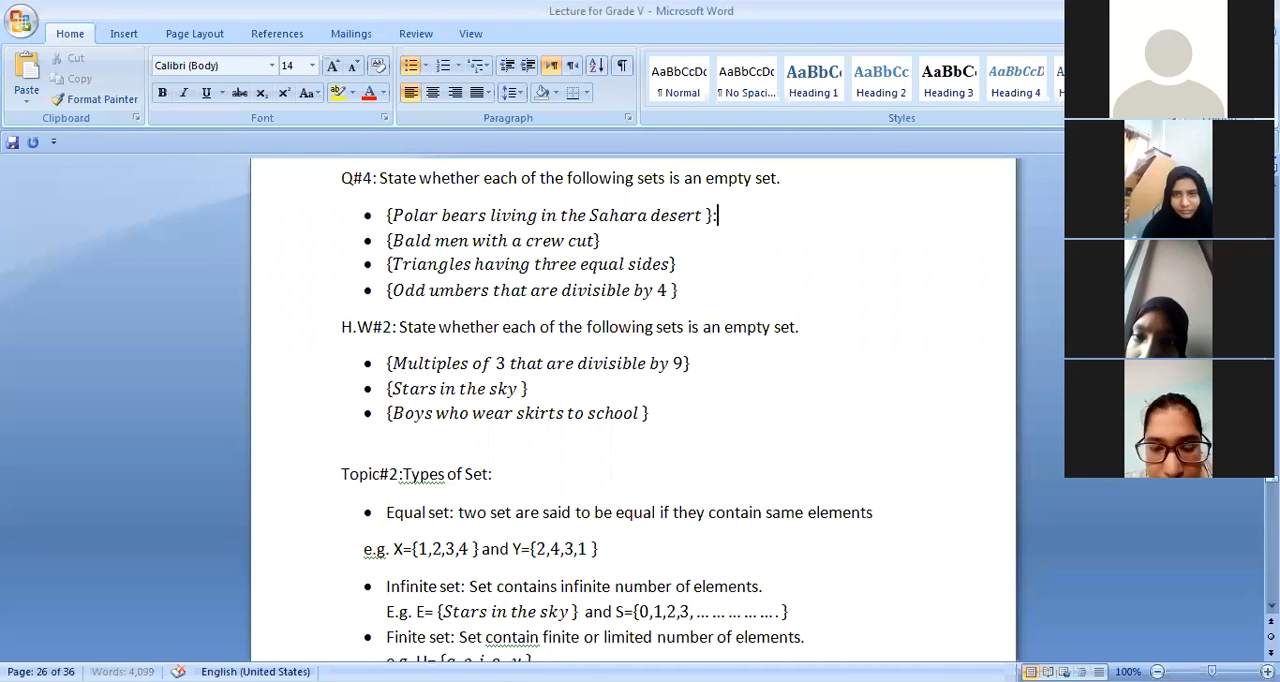 Lecture for Grade V - Microsoft Word
Home Insert Page Layout References Mailings Review View
Cut
Copy
Paste
Format Painter
Calibri (Body) 14
B I U abc X₂ X² Aa A
AaBbCcDc AaBbCcDc AaBbC AaBbCc AaBbCc AaBbCcD
¶ Normal ¶ No Spaci... Heading 1 Heading 2 Heading 3 Heading 4
Clipboard Font Paragraph Styles
Q#4: State whether each of the following sets is an empty set.
• {Polar bears living in the Sahara desert }:
• {Bald men with a crew cut}
• {Triangles having three equal sides}
• {Odd umbers that are divisible by 4 }
H.W#2: State whether each of the following sets is an empty set.
• {Multiples of 3 that are divisible by 9}
• {Stars in the sky }
• {Boys who wear skirts to school }
Topic#2:Types of Set:
• Equal set: two set are said to be equal if they contain same elements
e.g. X={1,2,3,4 } and Y={2,4,3,1 }
• Infinite set: Set contains infinite number of elements.
E.g. E= {Stars in the sky } and S={0,1,2,3, … … … … …. }
• Finite set: Set contain finite or limited number of elements.
Page: 26 of 36 Words: 4,099 English (United States) 100%